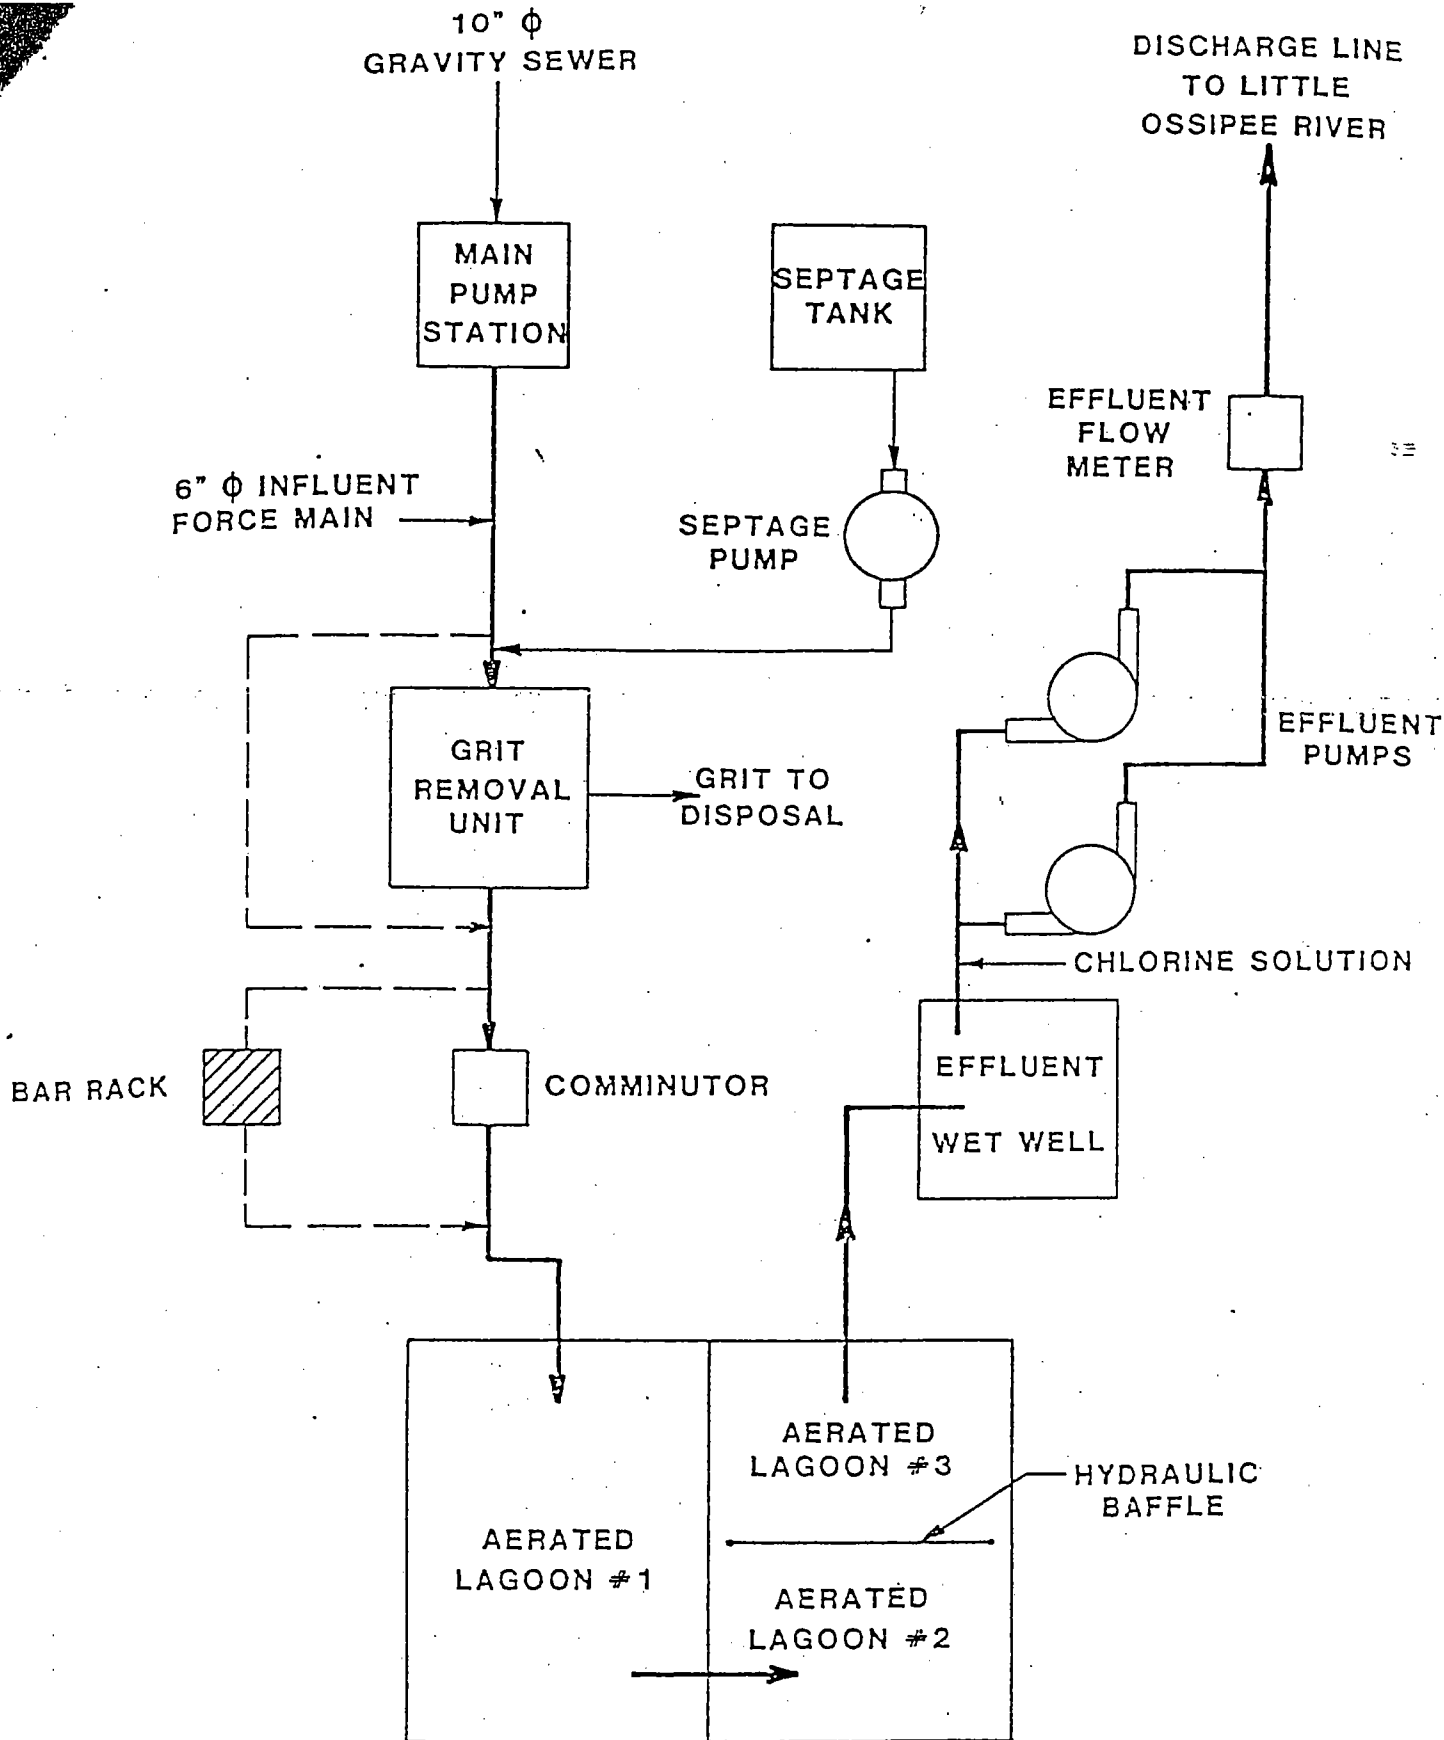 10" ϕ
GRAVITY SEWER
DISCHARGE LINE
TO LITTLE
OSSIPEE RIVER
MAIN
PUMP
STATION
SEPTAGE
TANK
EFFLUENT
FLOW
METER
6" ϕ INFLUENT
FORCE MAIN
SEPTAGE
PUMP
EFFLUENT
PUMPS
GRIT
REMOVAL
UNIT
GRIT TO
DISPOSAL
CHLORINE SOLUTION
BAR RACK
COMMINUTOR
EFFLUENT
WET WELL
AERATED
LAGOON #3
HYDRAULIC
BAFFLE
AERATED
LAGOON #1
AERATED
LAGOON #2